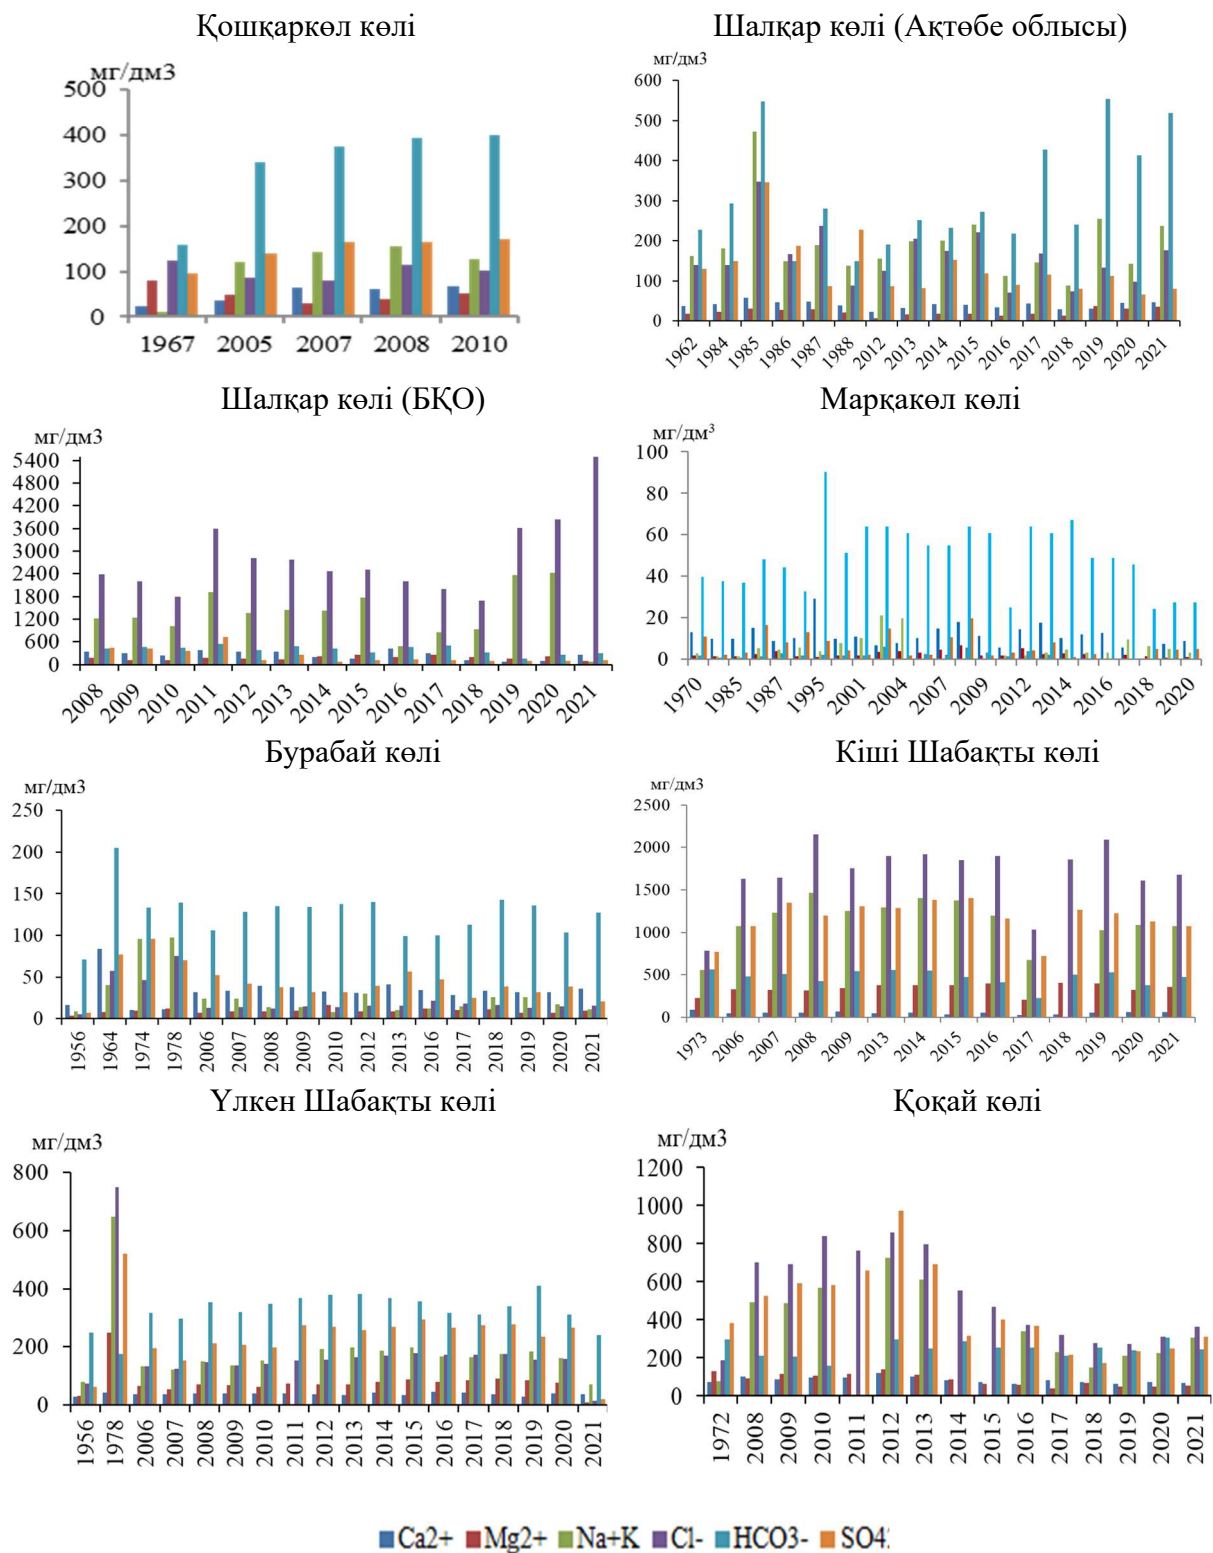 Қошқаркөл көлі
мг/дм3
500
400
300
200
100
0
1967 2005 2007 2008 2010
Шалқар көлі (Ақтөбе облысы)
мг/дм3
600
500
400
300
200
100
0
1962 1984 1985 1986 1987 1988 2012 2013 2014 2015 2016 2017 2018 2019 2020 2021
Шалқар көлі (БҚО)
мг/дм3
5400
4800
4200
3600
3000
2400
1800
1200
600
0
2008 2009 2010 2011 2012 2013 2014 2015 2016 2017 2018 2019 2020 2021
Марқакөл көлі
мг/дм³
100
80
60
40
20
0
1970 1985 1987 1995 2001 2004 2007 2009 2012 2014 2016 2018 2020
Бурабай көлі
мг/дм3
250
200
150
100
50
0
1956 1964 1974 1978 2006 2007 2008 2009 2010 2012 2013 2016 2017 2018 2019 2020 2021
Кіші Шабақты көлі
мг/дм3
2500
2000
1500
1000
500
0
1973 2006 2007 2008 2009 2013 2014 2015 2016 2017 2018 2019 2020 2021
Үлкен Шабақты көлі
мг/дм3
800
600
400
200
0
1956 1978 2006 2007 2008 2009 2010 2011 2012 2013 2014 2015 2016 2017 2018 2019 2020 2021
Қоқай көлі
мг/дм3
1200
1000
800
600
400
200
0
1972 2008 2009 2010 2011 2012 2013 2014 2015 2016 2017 2018 2019 2020 2021
Ca2+ Mg2+ Na+K Cl- HCO3- SO4